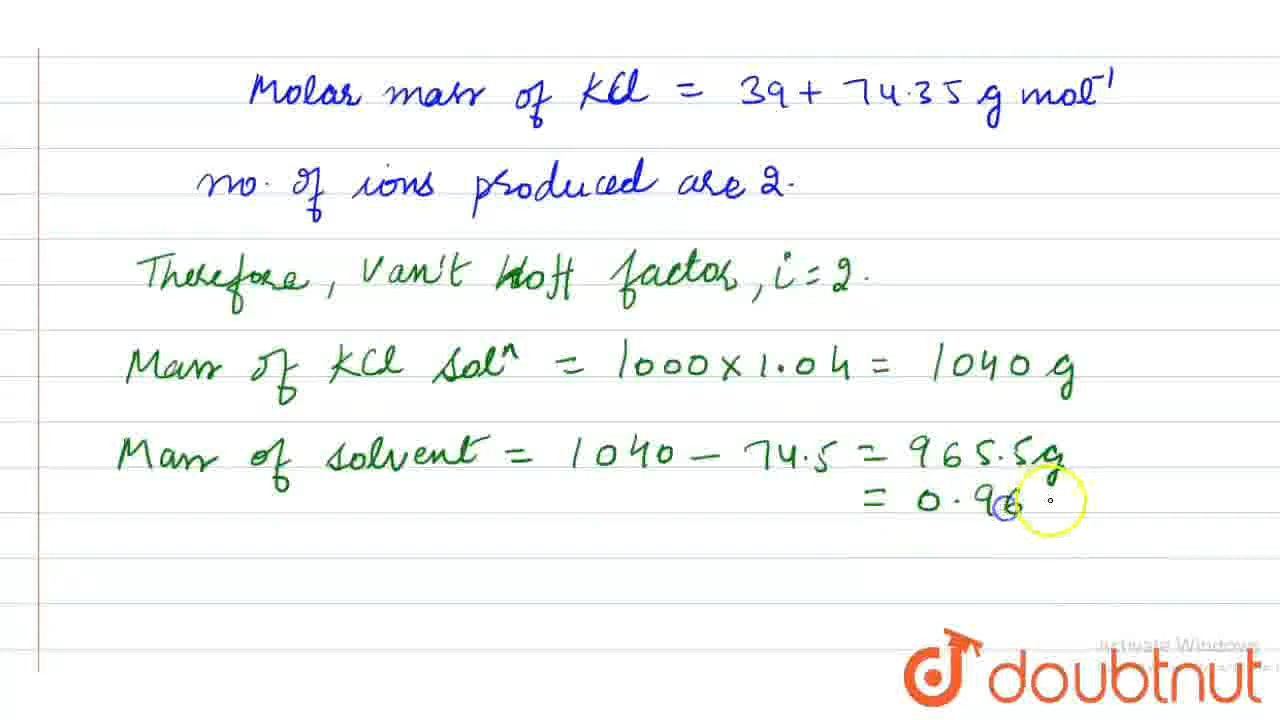 Molar mass of KCl = 39 + 74.35 g mol⁻¹
no. of ions produced are 2.
Therefore, Van't Hoff factor, i = 2.
Mass of KCl solⁿ = 1000 × 1.04 = 1040 g
Mass of solvent = 1040 – 74.5 = 965.5g
= 0.96
Activate Windows
doubtnut